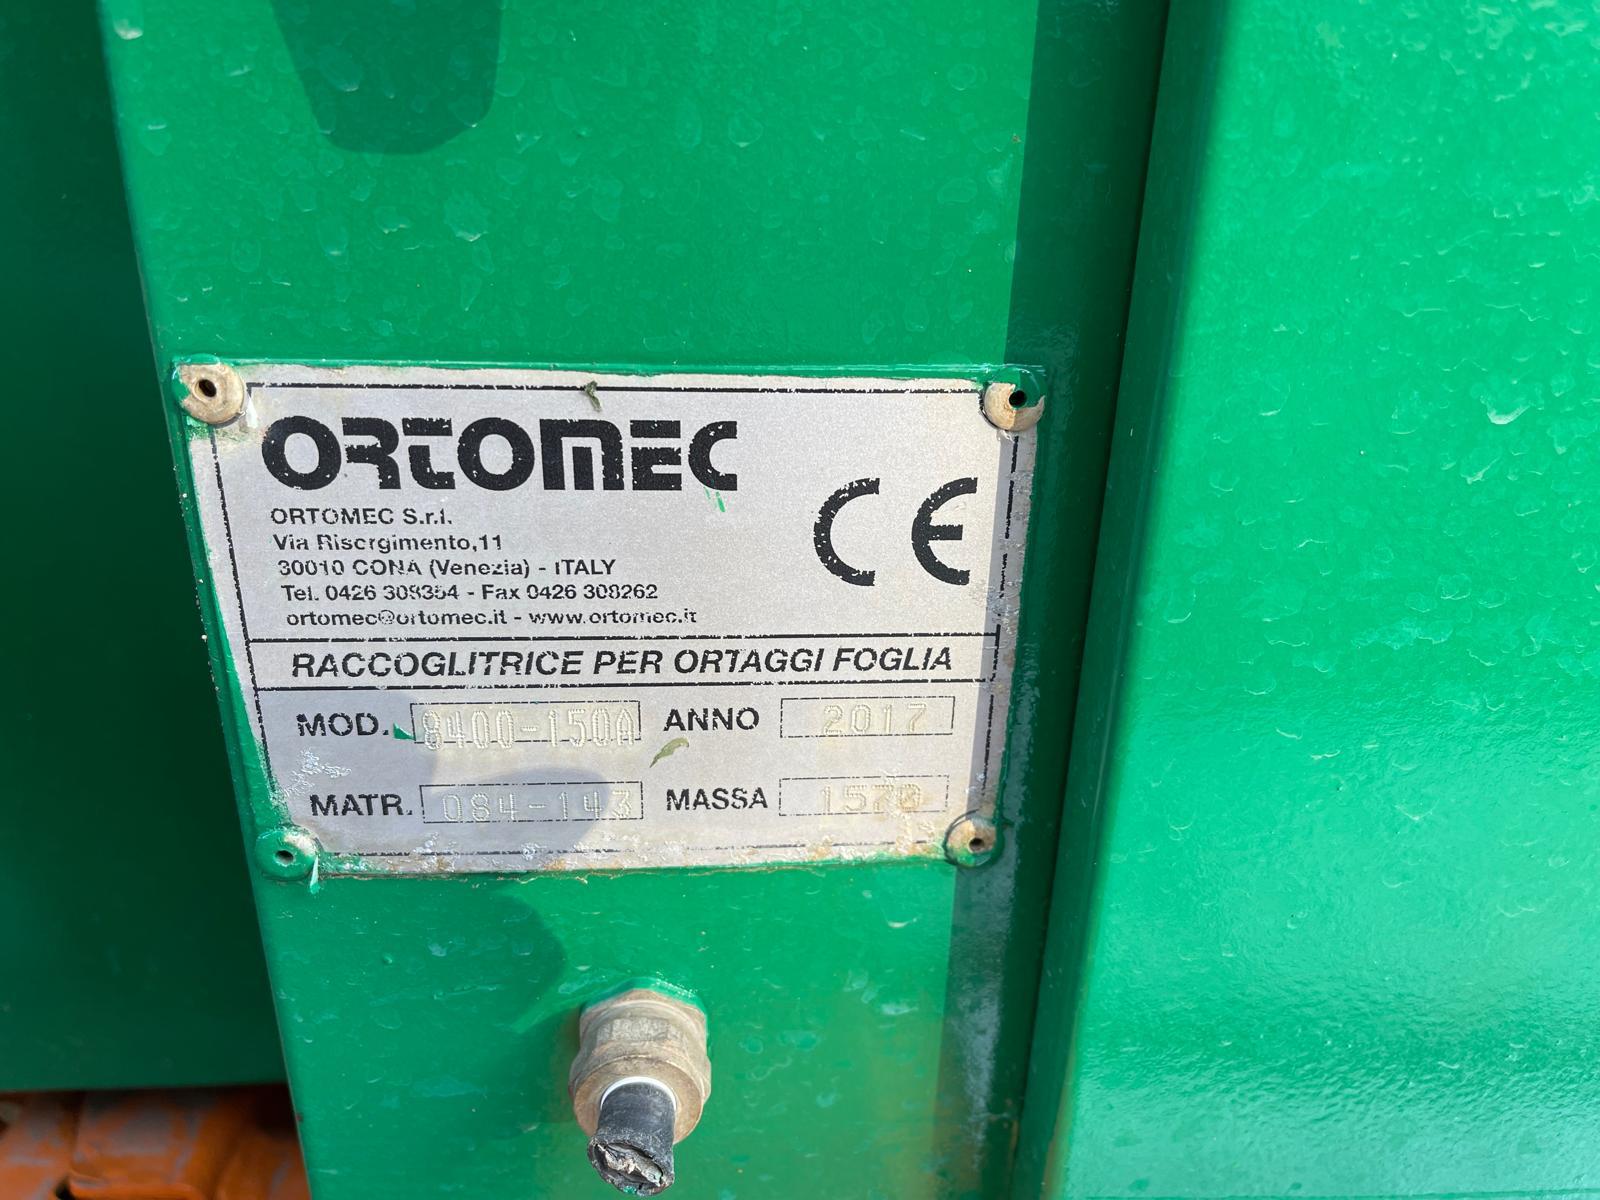 ORTOMEC
CE
ORTOMEC S.r.l.
Via Risorgimento,11
30010 CONA (Venezia) - ITALY
Tel. 0426 308354 - Fax 0426 308262
ortomec@ortomec.it - www.ortomec.it
RACCOGLITRICE PER ORTAGGI FOGLIA
MOD. 8400-150A ANNO 2017
MATR. 084-143 MASSA 1570